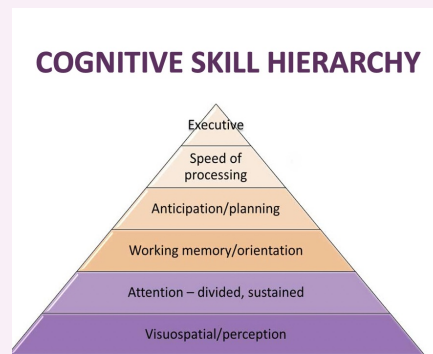 COGNITIVE SKILL HIERARCHY
Executive
Speed of
processing
Anticipation/planning
Working memory/orientation
Attention – divided, sustained
Visuospatial/perception